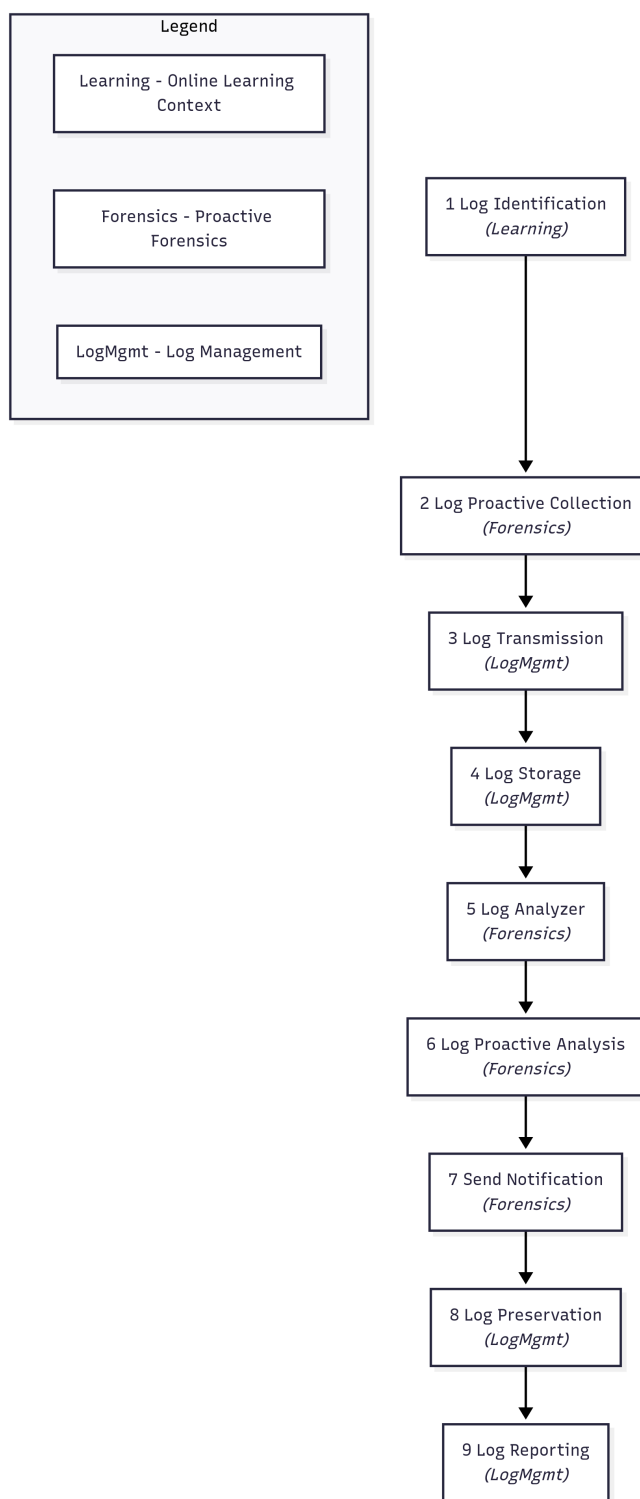 Legend
Learning - Online Learning
Context
Forensics - Proactive
Forensics
LogMgmt - Log Management
1 Log Identification
(Learning)
2 Log Proactive Collection
(Forensics)
3 Log Transmission
(LogMgmt)
4 Log Storage
(LogMgmt)
5 Log Analyzer
(Forensics)
6 Log Proactive Analysis
(Forensics)
7 Send Notification
(Forensics)
8 Log Preservation
(LogMgmt)
9 Log Reporting
(LogMgmt)